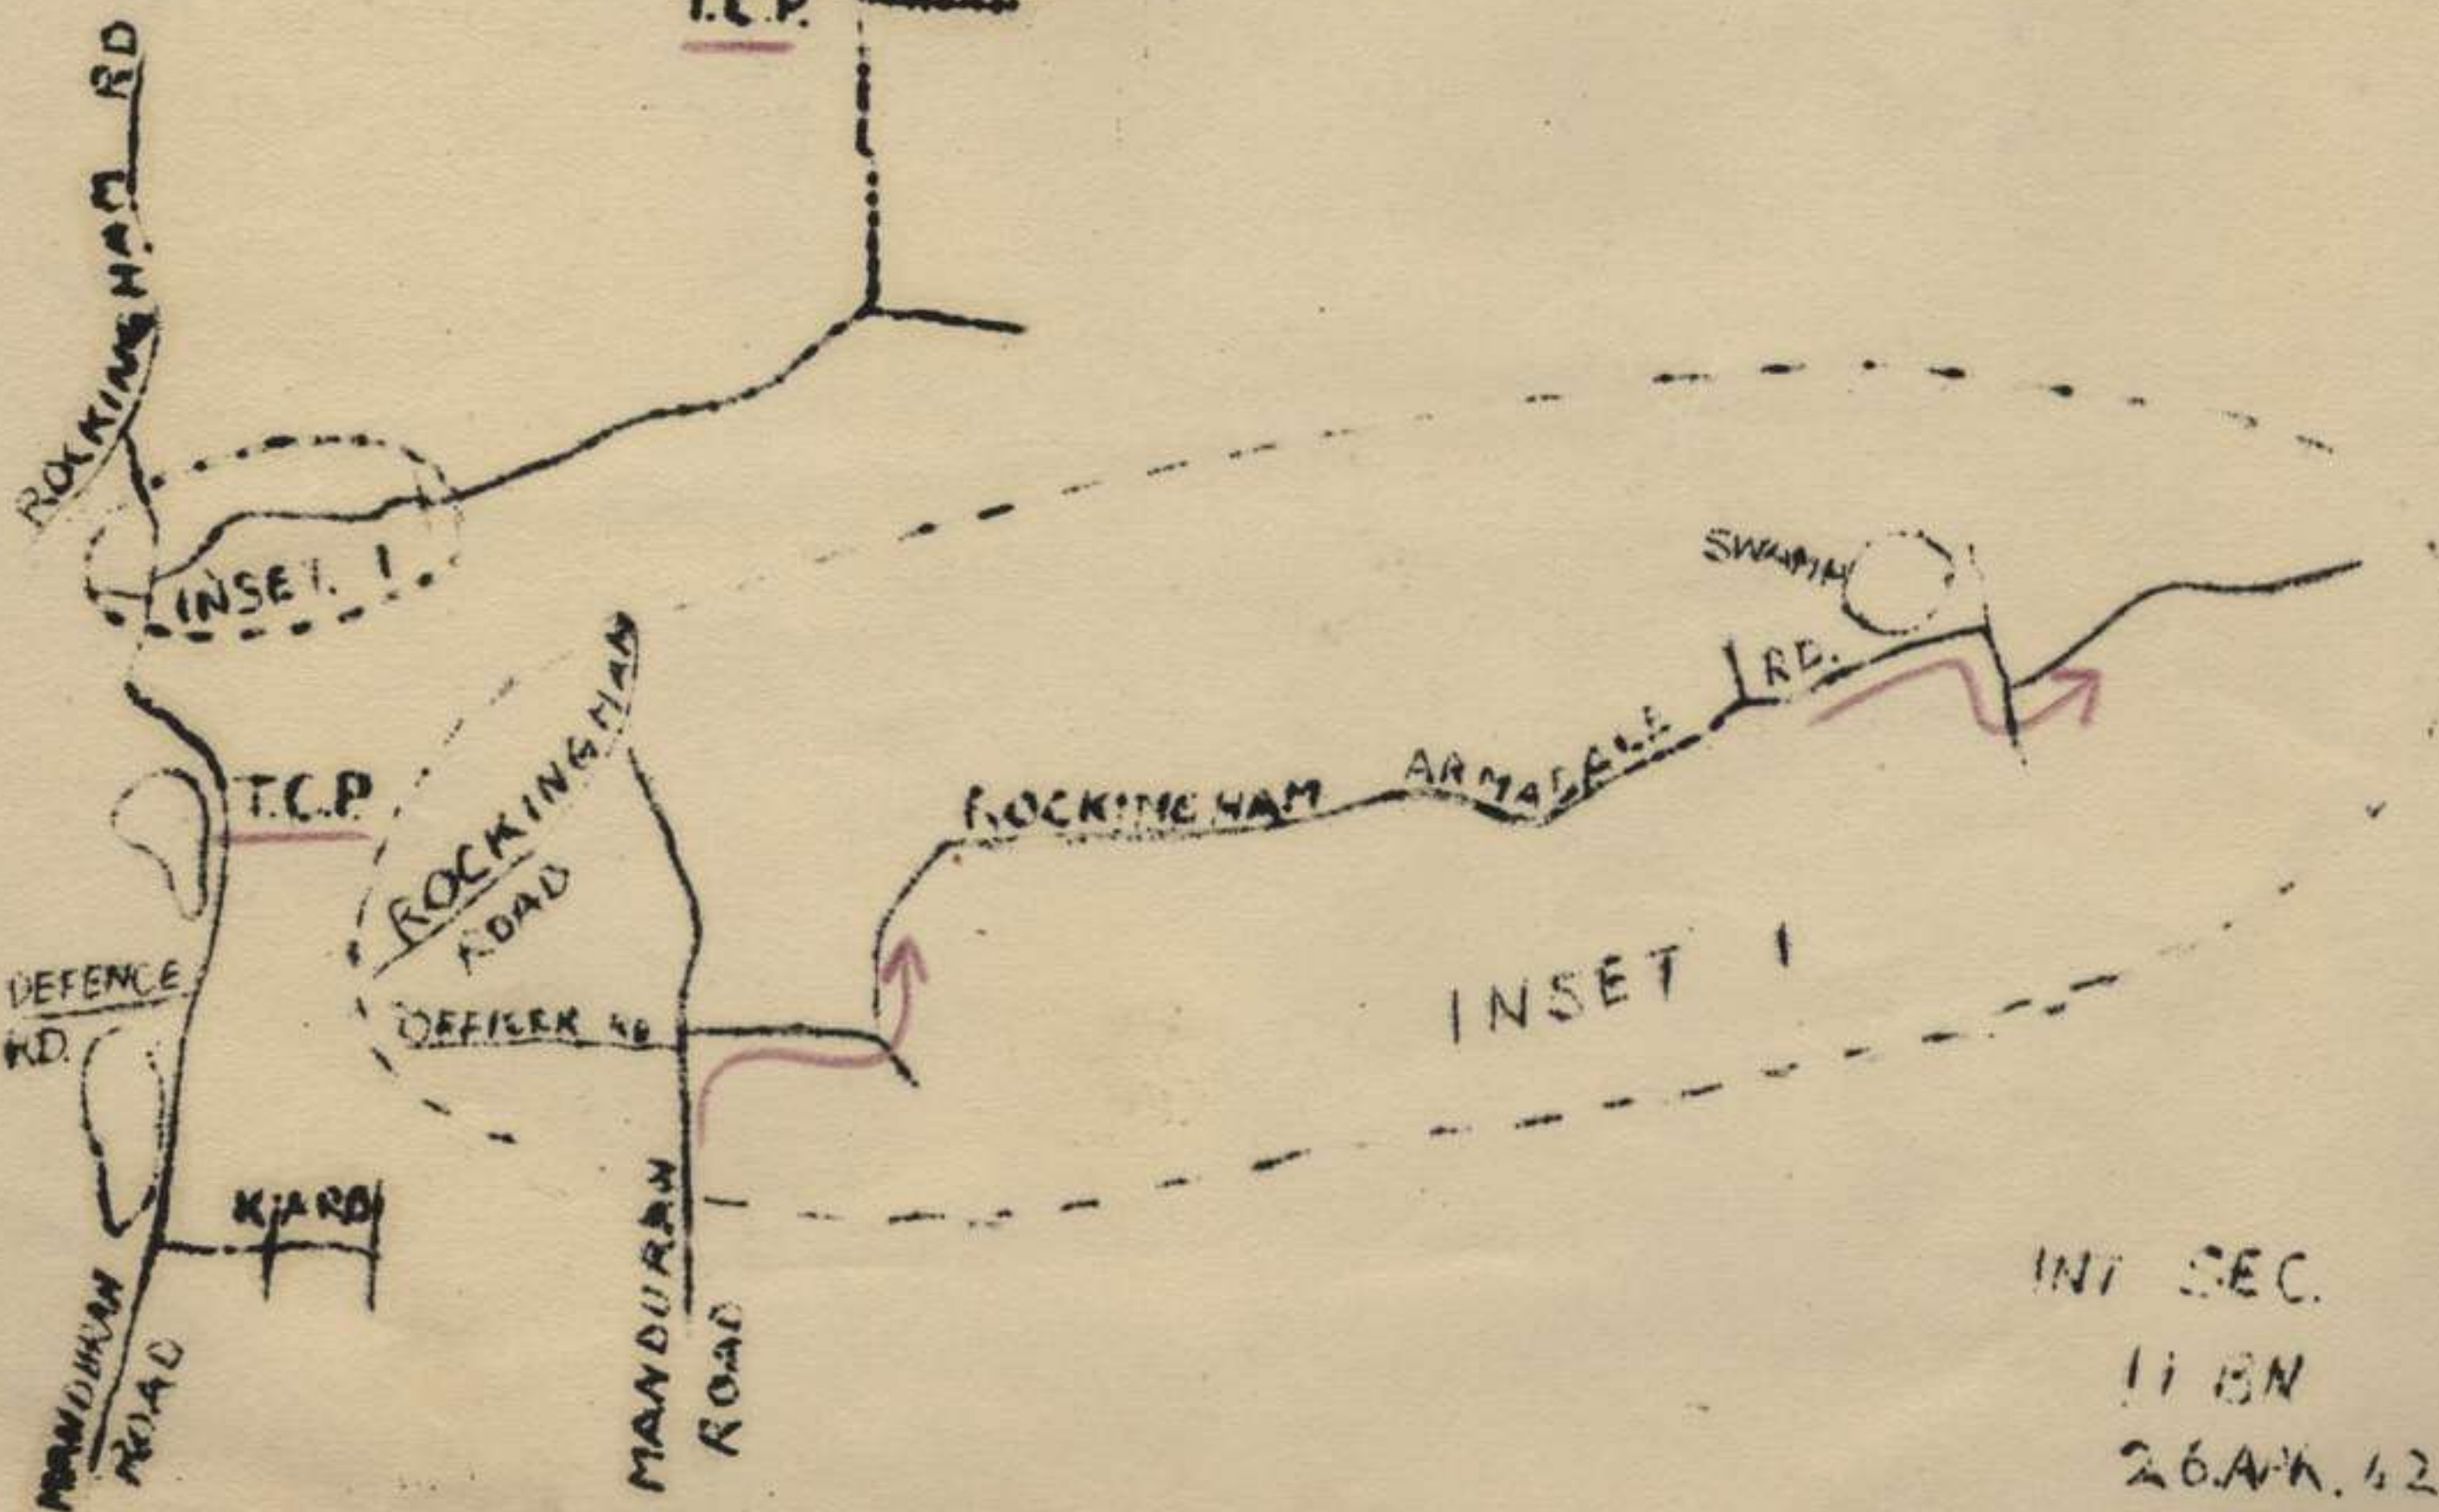 T.C.P.
ROCKINGHAM RD
INSET. 1
SWAMP
T.C.P.
ROCKINGHAM
ROAD
ROCKINGHAM ARMADALE RD.
DEFENCE
RD.
OFFICER RD
INSET 1
MANDURAH
ROAD
MANDURAH
ROAD
INT SEC.
11 BN
26.APR.42